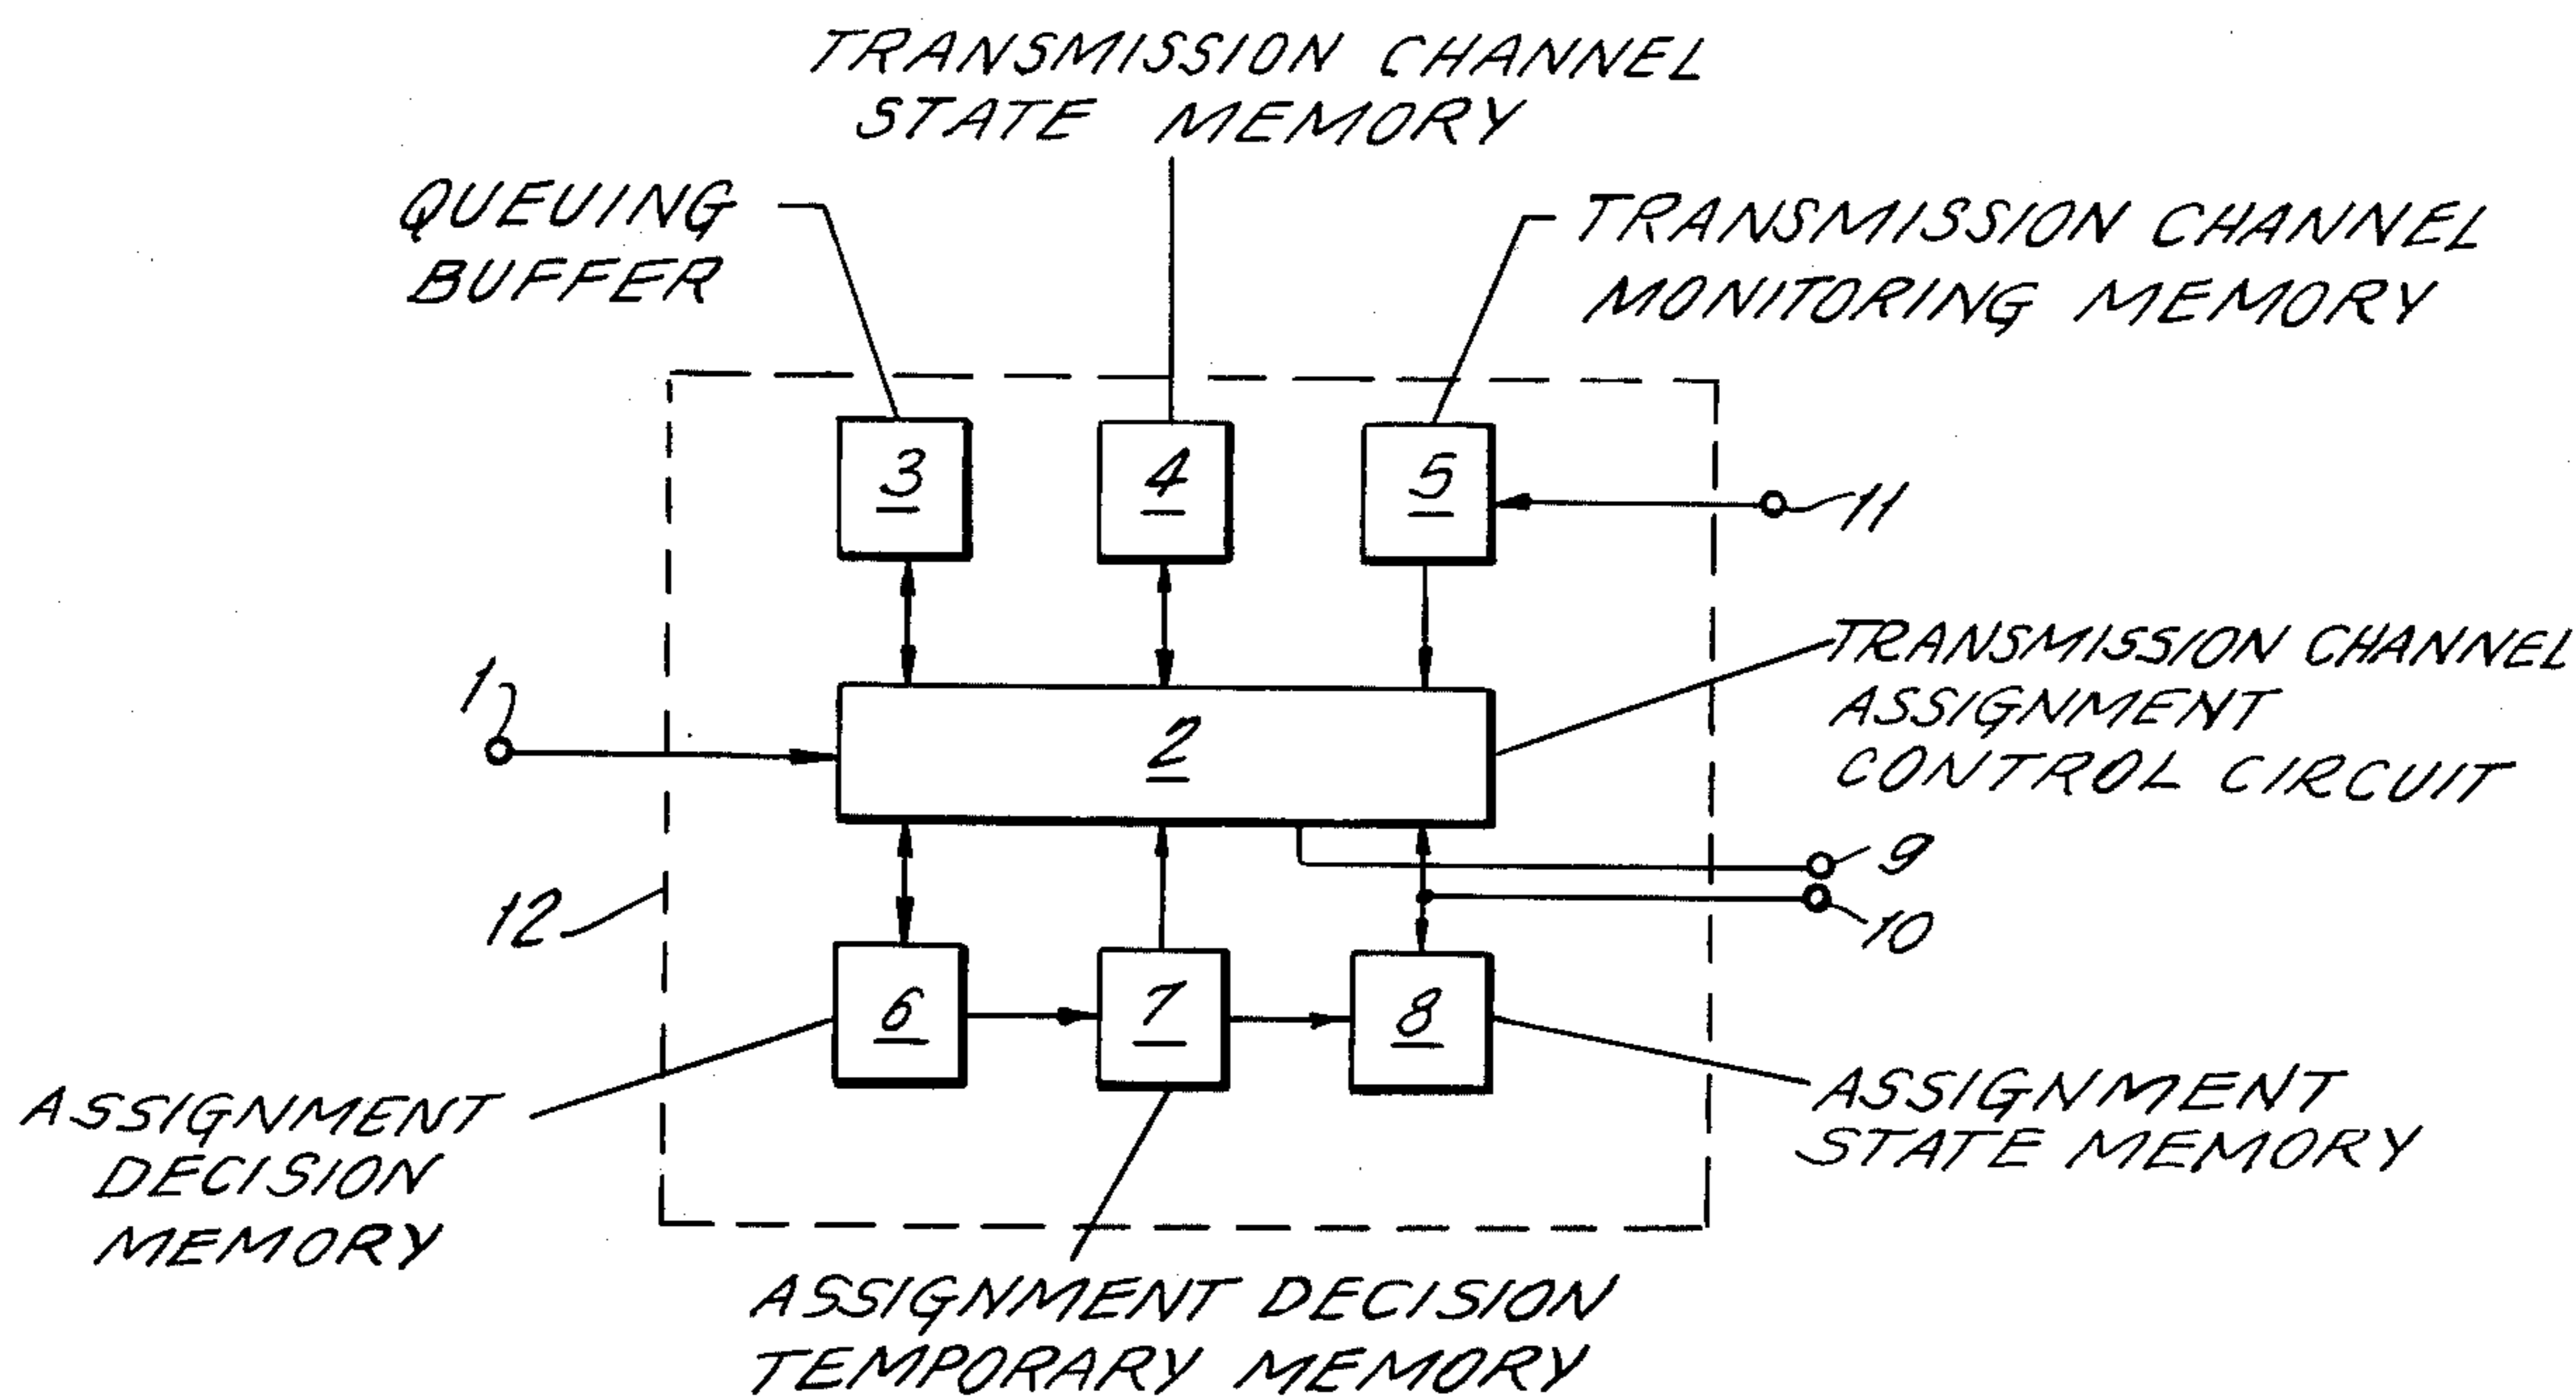 TRANSMISSION CHANNEL
STATE MEMORY
QUEUING
BUFFER
TRANSMISSION CHANNEL
MONITORING MEMORY
3
4
5
11
TRANSMISSION CHANNEL
ASSIGNMENT
CONTROL CIRCUIT
1
2
9
10
12
6
7
8
ASSIGNMENT
DECISION
MEMORY
ASSIGNMENT
STATE MEMORY
ASSIGNMENT DECISION
TEMPORARY MEMORY